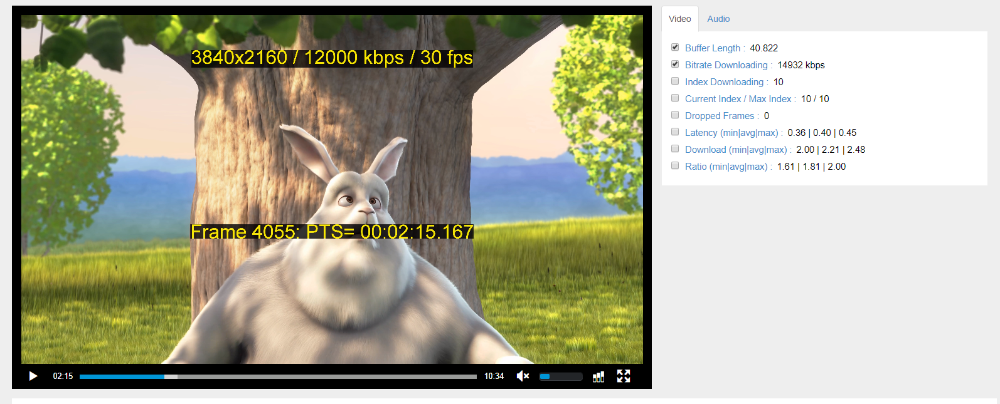 3840x2160 / 12000 kbps / 30 fps
Frame 4055; PTS= 00:02:15.167
02:15
10:34
Video Audio
Buffer Length : 40.822
Bitrate Downloading : 14932 kbps
Index Downloading : 10
Current Index / Max Index : 10 / 10
Dropped Frames : 0
Latency (min|avg|max) : 0.36 | 0.40 | 0.45
Download (min|avg|max) : 2.00 | 2.21 | 2.48
Ratio (min|avg|max) : 1.61 | 1.81 | 2.00